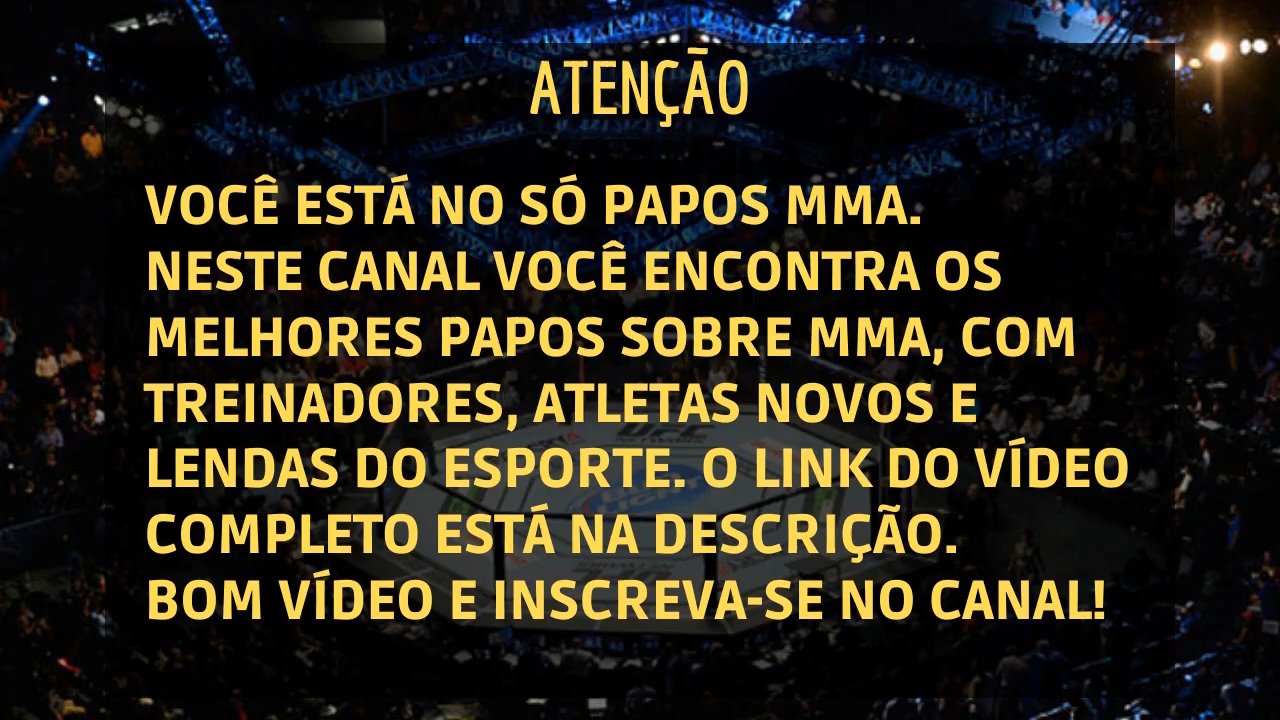 ATENÇÃO
VOCÊ ESTÁ NO SÓ PAPOS MMA.
NESTE CANAL VOCÊ ENCONTRA OS
MELHORES PAPOS SOBRE MMA, COM
TREINADORES, ATLETAS NOVOS E
LENDAS DO ESPORTE. O LINK DO VÍDEO
COMPLETO ESTÁ NA DESCRIÇÃO.
BOM VÍDEO E INSCREVA-SE NO CANAL!